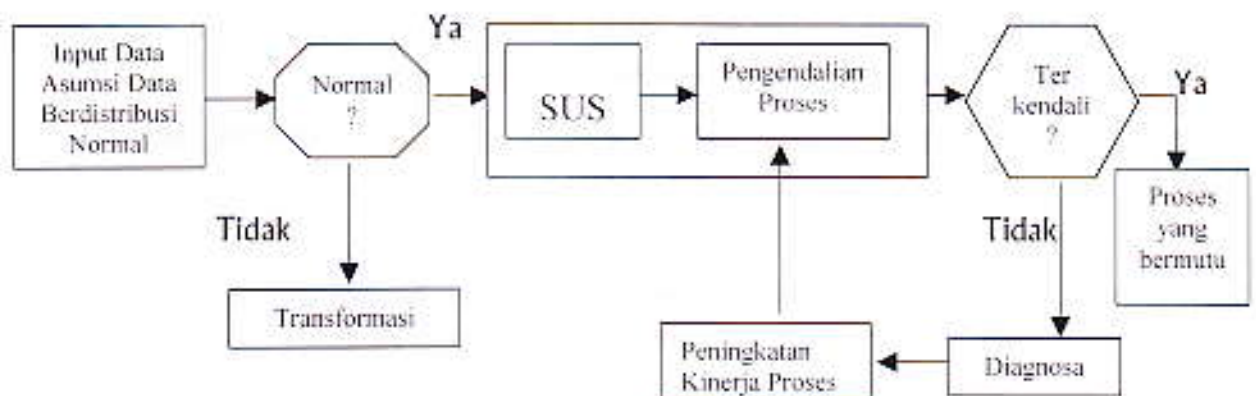 Input Data
Asumsi Data
Berdistribusi
Normal
Normal
?
Ya
SUS
Pengendalian
Proses
Ter
kendali
?
Ya
Proses
yang
bermutu
Tidak
Transformasi
Tidak
Diagnosa
Peningkatan
Kinerja Proses